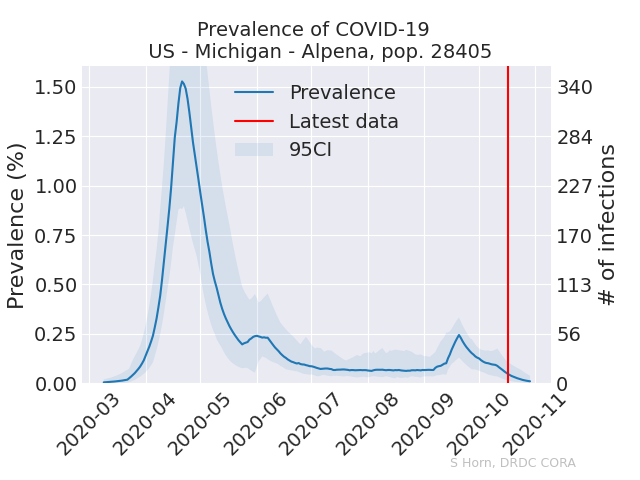 Prevalence of COVID-19
US - Michigan - Alpena, pop. 28405
Prevalence (%)
1.50
1.25
1.00
0.75
0.50
0.25
0.00
Prevalence
Latest data
95CI
340
284
227
170
113
56
0
# of infections
2020-03
2020-04
2020-05
2020-06
2020-07
2020-08
2020-09
2020-10
2020-11
S Horn, DRDC CORA